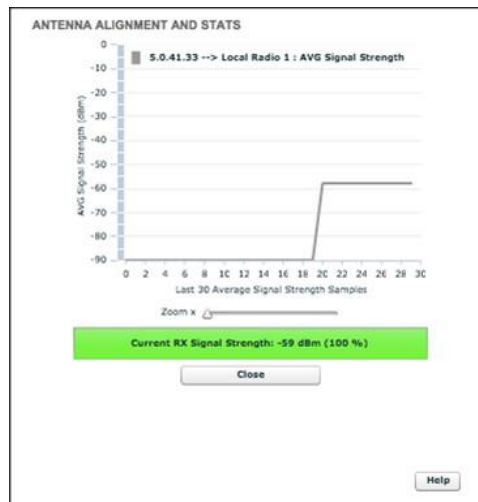 ANTENNA ALIGNMENT AND STATS
5.0.41.33 --> Local Radio 1 : AVG Signal Strength
AVG Signal Strength (dBm)
0
-10
-20
-30
-40
-50
-60
-70
-80
-90
0 2 4 6 8 10 12 14 16 18 20 22 24 26 28 30
Last 30 Average Signal Strength Samples
Zoom x
Current RX Signal Strength: -59 dBm (100 %)
Close
Help